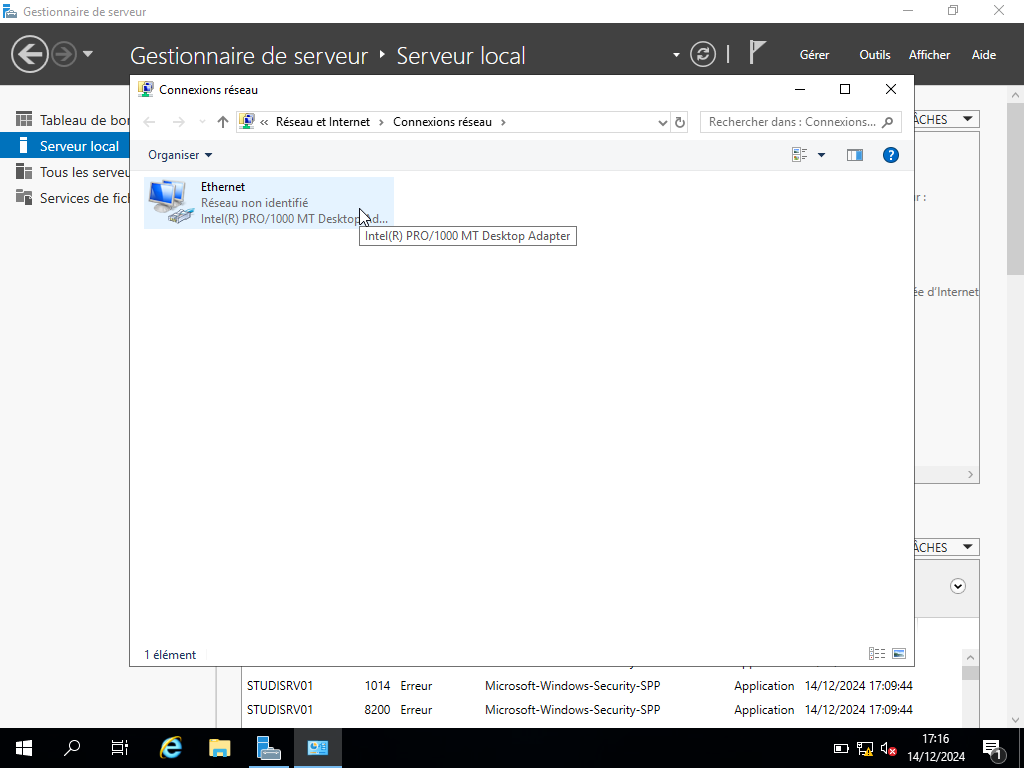 Gestionnaire de serveur
Gestionnaire de serveur ‣ Serveur local
Gérer Outils Afficher Aide
Connexions réseau
« Réseau et Internet › Connexions réseau ›
Rechercher dans : Connexions...
Organiser
Ethernet
Réseau non identifié
Intel(R) PRO/1000 MT Desktop Ad...
Intel(R) PRO/1000 MT Desktop Adapter
Tableau de bor
Serveur local
Tous les serveu
Services de fic
ÂCHES
r :
ée d'Internet
ÂCHES
1 élément
STUDISRV01 1014 Erreur Microsoft-Windows-Security-SPP Application 14/12/2024 17:09:44
STUDISRV01 8200 Erreur Microsoft-Windows-Security-SPP Application 14/12/2024 17:09:44
17:16
14/12/2024
1